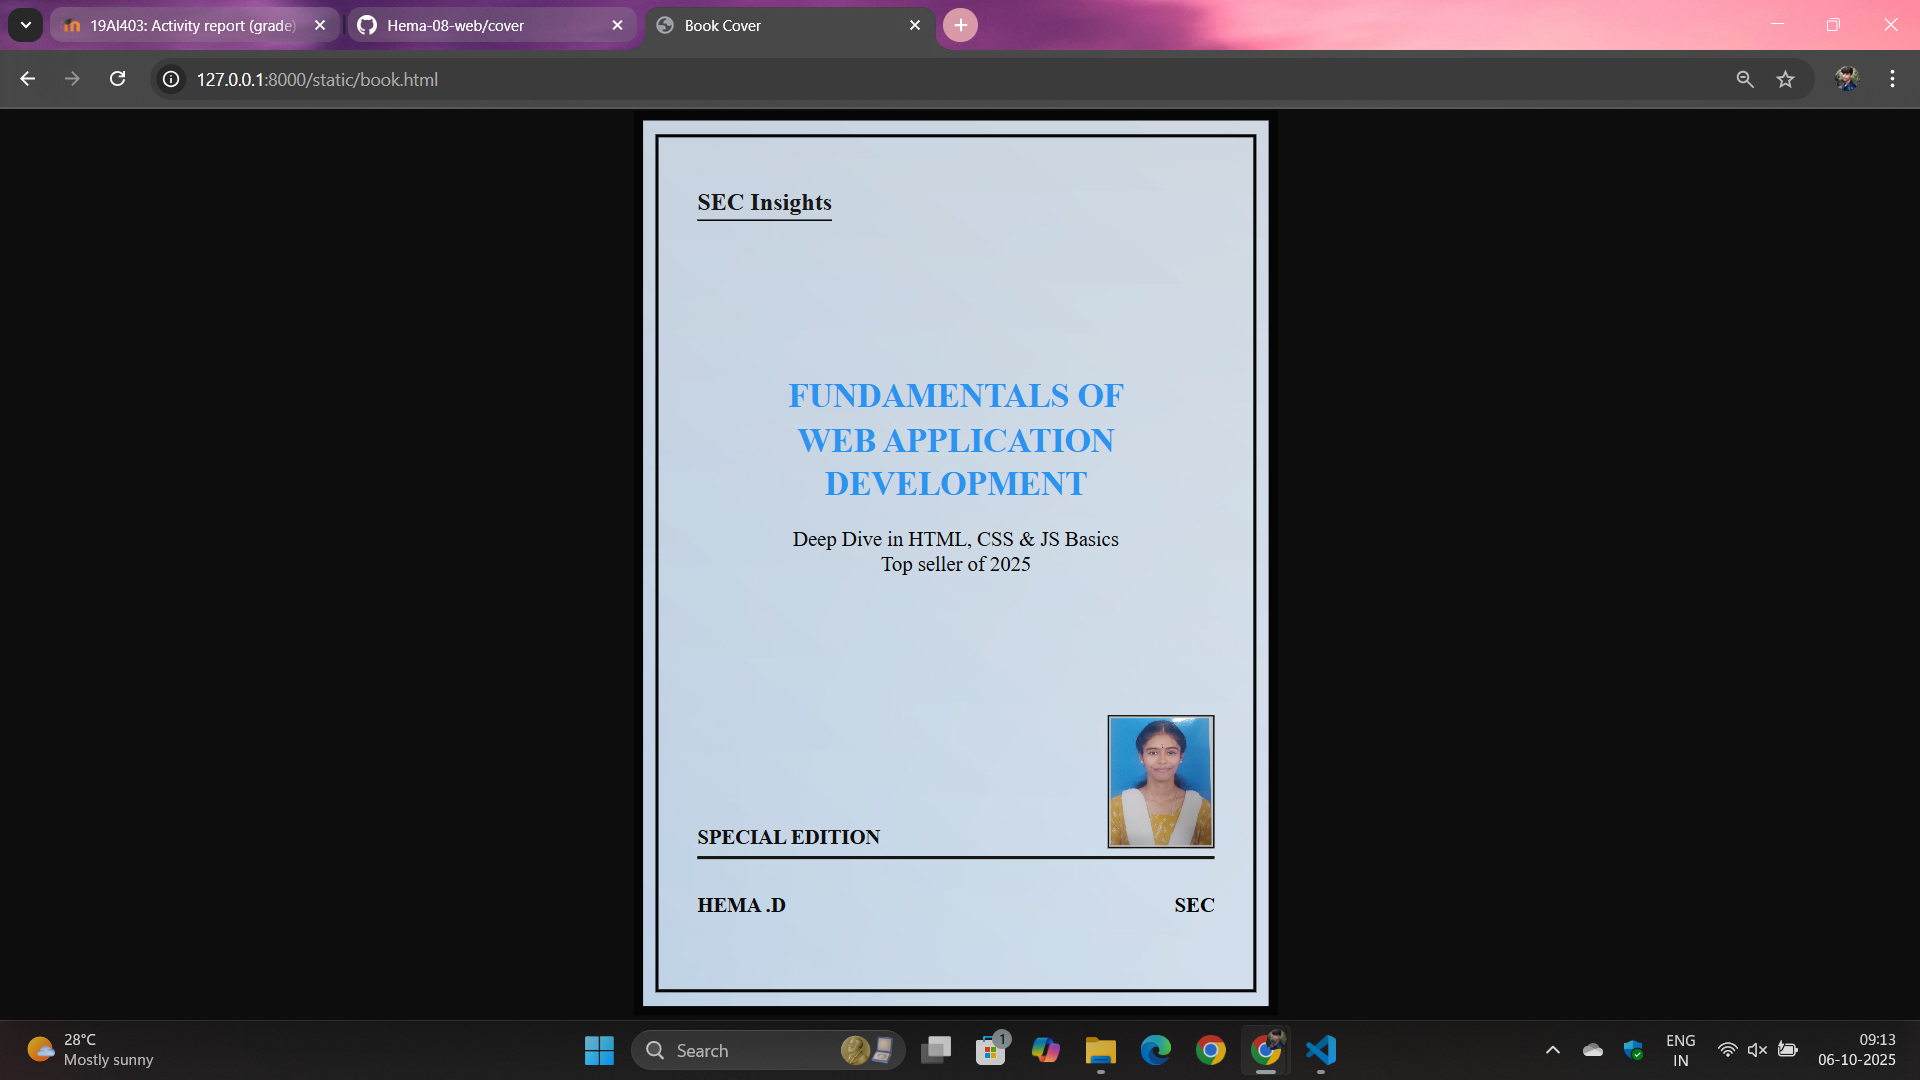 19AI403: Activity report (grade)
Hema-08-web/cover
Book Cover
127.0.0.1:8000/static/book.html
SEC Insights
FUNDAMENTALS OF
WEB APPLICATION
DEVELOPMENT
Deep Dive in HTML, CSS & JS Basics
Top seller of 2025
SPECIAL EDITION
HEMA .D
SEC
28°C
Mostly sunny
Search
1
ENG
IN
09:13
06-10-2025